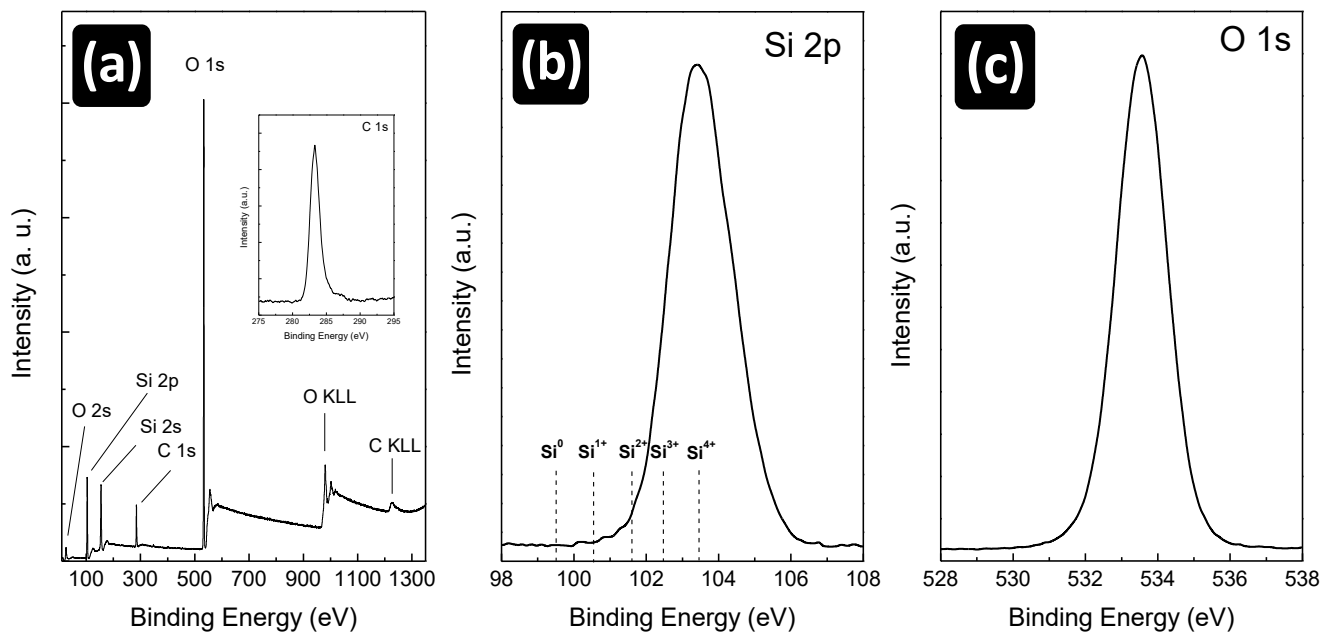 (a)
O 1s
C 1s
Intensity (a.u.)
275 280 285 290 295
Binding Energy (eV)
Si 2p
O 2s
Si 2s
C 1s
O KLL
C KLL
Intensity (a. u.)
100 300 500 700 900 1100 1300
Binding Energy (eV)
(b)
Si 2p
Intensity (a.u.)
Si0 Si1+ Si2+ Si3+ Si4+
98 100 102 104 106 108
Binding Energy (eV)
(c)
O 1s
Intensity (a.u.)
528 530 532 534 536 538
Binding Energy (eV)